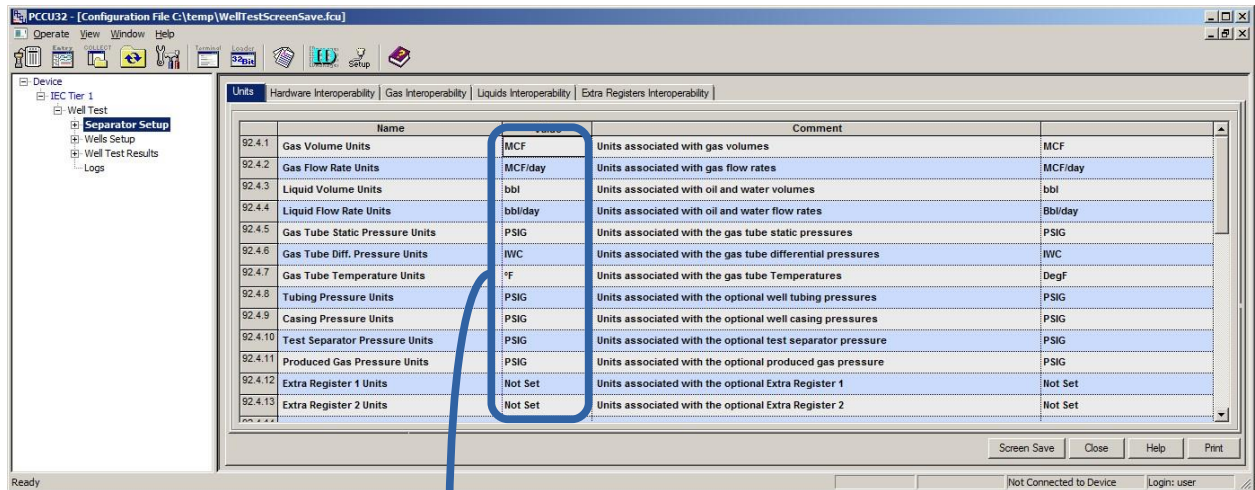 PCCU32 - [Configuration File C:\temp\WellTestScreenSave.fcu]
Operate View Window Help
Entry COLLECT Terminal Loader
32Bit Setup
Device
IEC Tier 1
Well Test
Separator Setup
Wells Setup
Well Test Results
Logs
Units Hardware Interoperability Gas Interoperability Liquids Interoperability Extra Registers Interoperability
Name Comment
92.4.1 Gas Volume Units MCF Units associated with gas volumes MCF
92.4.2 Gas Flow Rate Units MCF/day Units associated with gas flow rates MCF/day
92.4.3 Liquid Volume Units bbl Units associated with oil and water volumes bbl
92.4.4 Liquid Flow Rate Units bbl/day Units associated with oil and water flow rates Bbl/day
92.4.5 Gas Tube Static Pressure Units PSIG Units associated with the gas tube static pressures PSIG
92.4.6 Gas Tube Diff. Pressure Units IWC Units associated with the gas tube differential pressures IWC
92.4.7 Gas Tube Temperature Units °F Units associated with the gas tube Temperatures DegF
92.4.8 Tubing Pressure Units PSIG Units associated with the optional well tubing pressures PSIG
92.4.9 Casing Pressure Units PSIG Units associated with the optional well casing pressures PSIG
92.4.10 Test Separator Pressure Units PSIG Units associated with the optional test separator pressure PSIG
92.4.11 Produced Gas Pressure Units PSIG Units associated with the optional produced gas pressure PSIG
92.4.12 Extra Register 1 Units Not Set Units associated with the optional Extra Register 1 Not Set
92.4.13 Extra Register 2 Units Not Set Units associated with the optional Extra Register 2 Not Set
Screen Save Close Help Print
Ready Not Connected to Device Login: user